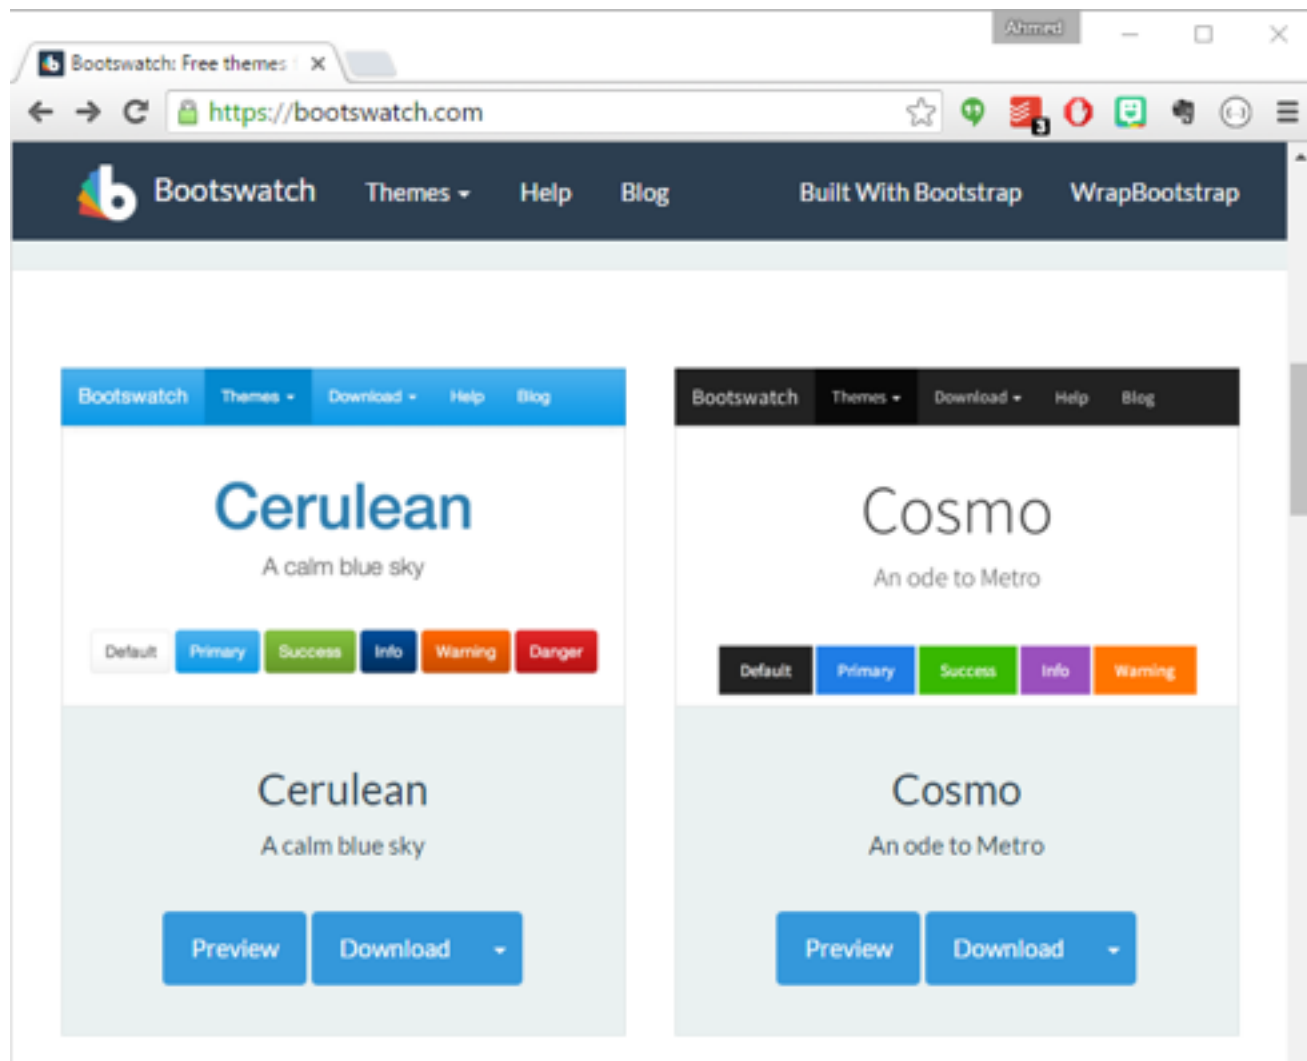 Ahmed
Bootswatch: Free themes f
https://bootswatch.com
3
Bootswatch Themes Help Blog Built With Bootstrap WrapBootstrap
Bootswatch Themes Download Help Blog
Cerulean
A calm blue sky
Default Primary Success Info Warning Danger
Cerulean
A calm blue sky
Preview Download
Bootswatch Themes Download Help Blog
Cosmo
An ode to Metro
Default Primary Success Info Warning
Cosmo
An ode to Metro
Preview Download